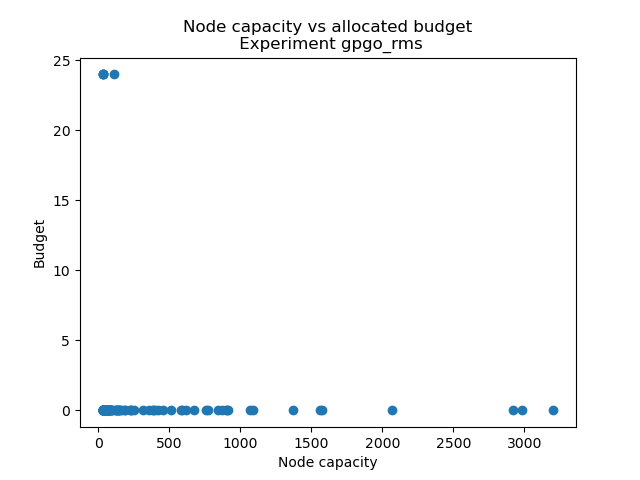 Node capacity vs allocated budget
Experiment gpgo_rms
25
20
15
10
5
0
Budget
0 500 1000 1500 2000 2500 3000
Node capacity